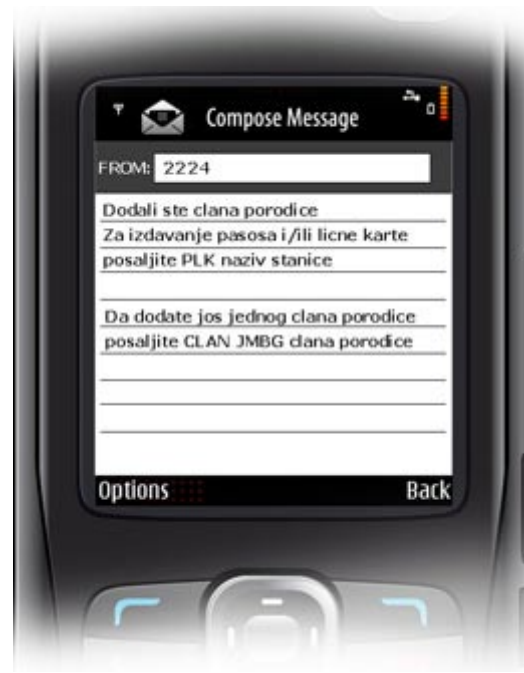 Compose Message
FROM: 2224
Dodali ste clana porodice
Za izdavanje pasosa i/ili licne karte
posaljite PLK naziv stanice
Da dodate jos jednog clana porodice
posaljite CLAN JMBG clana porodice
Options Back